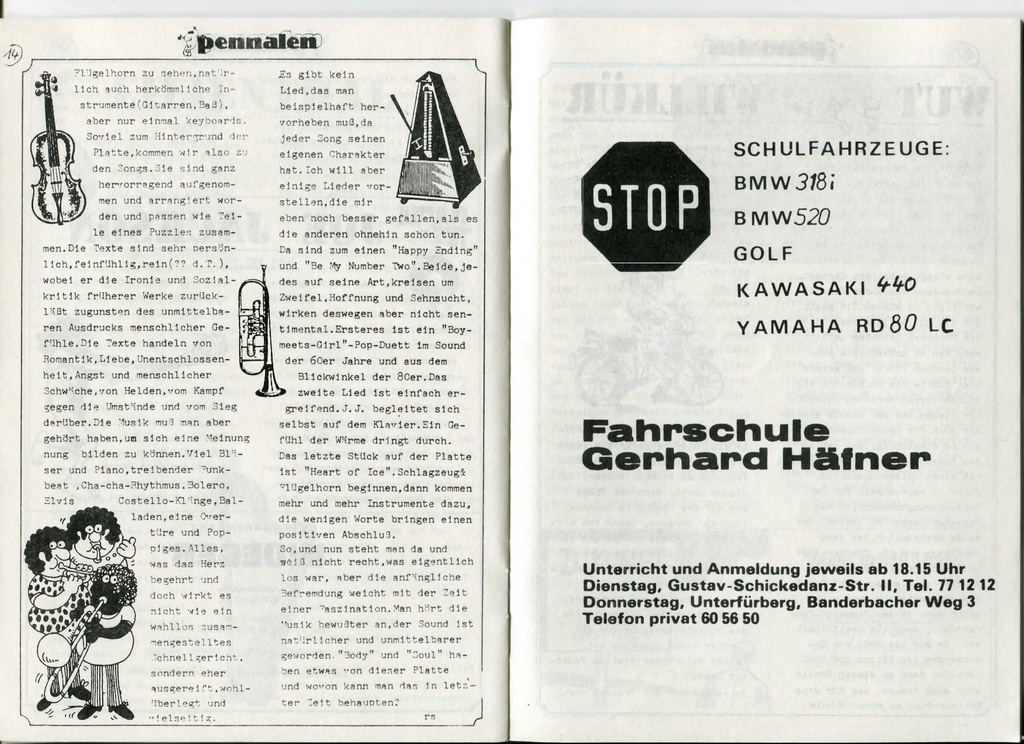 14
pennalen
Flügelhorn zu sehen,natür-
lich auch herkömmliche In-
strumente(Gitarren,Baß),
aber nur einmal keyboards.
Soviel zum Hintergrund der
Platte,kommen wir also zu
den Songs.Sie sind ganz
hervorragend aufgenom-
men und arrangiert wor-
den und passen wie Tei-
le eines Puzzles zusam-
men.Die Texte sind sehr persön-
lich,feinfühlig,rein(?? d.T.),
wobei er die Ironie und Sozial-
kritik früherer Werke zurück-
läßt zugunsten des unmittelba-
ren Ausdrucks menschlicher Ge-
fühle.Die Texte handeln von
Romantik,Liebe,Unentschlossen-
heit,Angst und menschlicher
Schwäche,von Helden,vom Kampf
gegen die Umstände und vom Sieg
darüber.Die Musik muß man aber
gehört haben,um sich eine Meinung
nung bilden zu können.Viel Blä-
ser und Piano,treibender Funk-
beat ,Cha-cha-Rhythmus,Bolero,
Elvis Costello-Klänge,Bal-
laden,eine Over-
türe und Pop-
piges.Alles,
was das Herz
begehrt und
doch wirkt es
nicht wie ein
wahllos zusam-
mengestelltes
Schnellgericht,
sondern eher
ausgereift,wohl-
überlegt und
vielseitig.
Es gibt kein
Lied,das man
beispielhaft her-
vorheben muß,da
jeder Song seinen
eigenen Charakter
hat.Ich will aber
einige Lieder vor-
stellen,die mir
eben noch besser gefallen,als es
die anderen ohnehin schon tun.
Da sind zum einen "Happy Ending"
und "Be My Number Two".Beide,je-
des auf seine Art,kreisen um
Zweifel,Hoffnung und Sehnsucht,
wirken deswegen aber nicht sen-
timental.Ersteres ist ein "Boy-
meets-Girl"-Pop-Duett im Sound
der 60er Jahre und aus dem
Blickwinkel der 80er.Das
zweite Lied ist einfach er-
greifend.J.J. begleitet sich
selbst auf dem Klavier.Ein Ge-
fühl der Wärme dringt durch.
Das letzte Stück auf der Platte
ist "Heart of Ice".Schlagzeug&
Flügelhorn beginnen,dann kommen
mehr und mehr Instrumente dazu,
die wenigen Worte bringen einen
positiven Abschluß.
So,und nun steht man da und
weiß nicht recht,was eigentlich
los war, aber die anfängliche
Befremdung weicht mit der Zeit
einer Faszination.Man hört die
Musik bewußter an,der Sound ist
natürlicher und unmittelbarer
geworden."Body" und "Soul" ha-
ben etwas von dieser Platte
und wovon kann man das in letz-
ter Zeit behaupten?
rs
STOP
SCHULFAHRZEUGE:
BMW 318i
BMW 520
GOLF
KAWASAKI 440
YAMAHA RD 80 LC
Fahrschule
Gerhard Häfner
Unterricht und Anmeldung jeweils ab 18.15 Uhr
Dienstag, Gustav-Schickedanz-Str. II, Tel. 77 12 12
Donnerstag, Unterfürberg, Banderbacher Weg 3
Telefon privat 60 56 50